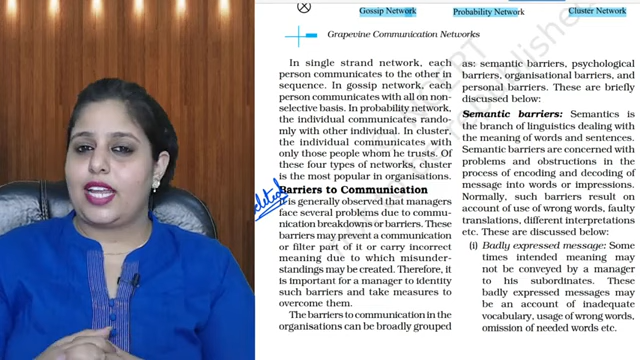 Gossip Network
Probability Network
Cluster Network
Grapevine Communication Networks
In single strand network, each
person communicates to the other in
sequence. In gossip network, each
person communicates with all on non-
selective basis. In probability network,
the individual communicates rando-
mly with other individual. In cluster,
the individual communicates with
only those people whom he trusts. Of
these four types of networks, cluster
is the most popular in organisations.
Barriers to Communication
It is generally observed that managers
face several problems due to commu-
nication breakdowns or barriers. These
barriers may prevent a communication
or filter part of it or carry incorrect
meaning due to which misunder-
standings may be created. Therefore, it
is important for a manager to identity
such barriers and take measures to
overcome them.
The barriers to communication in the
organisations can be broadly grouped
as: semantic barriers, psychological
barriers, organisational barriers, and
personal barriers. These are briefly
discussed below:
Semantic barriers: Semantics is
the branch of linguistics dealing with
the meaning of words and sentences.
Semantic barriers are concerned with
problems and obstructions in the
process of encoding and decoding of
message into words or impressions.
Normally, such barriers result on
account of use of wrong words, faulty
translations, different interpretations
etc. These are discussed below:
(i) Badly expressed message: Some
times intended meaning may
not be conveyed by a manager
to his subordinates. These
badly expressed messages may
be an account of inadequate
vocabulary, usage of wrong words,
omission of needed words etc.